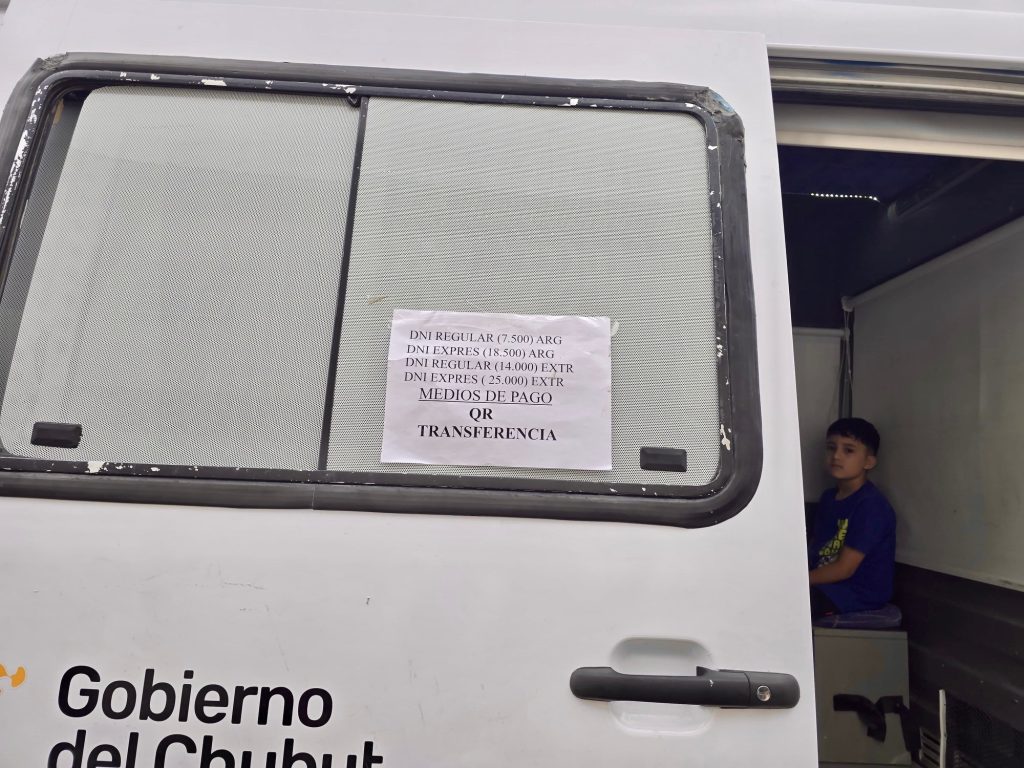 DNI REGULAR (7.500) ARG
DNI EXPRES (18.500) ARG
DNI REGULAR (14.000) EXTR
DNI EXPRES ( 25.000) EXTR
MEDIOS DE PAGO
QR
TRANSFERENCIA
Gobierno
del Chubut